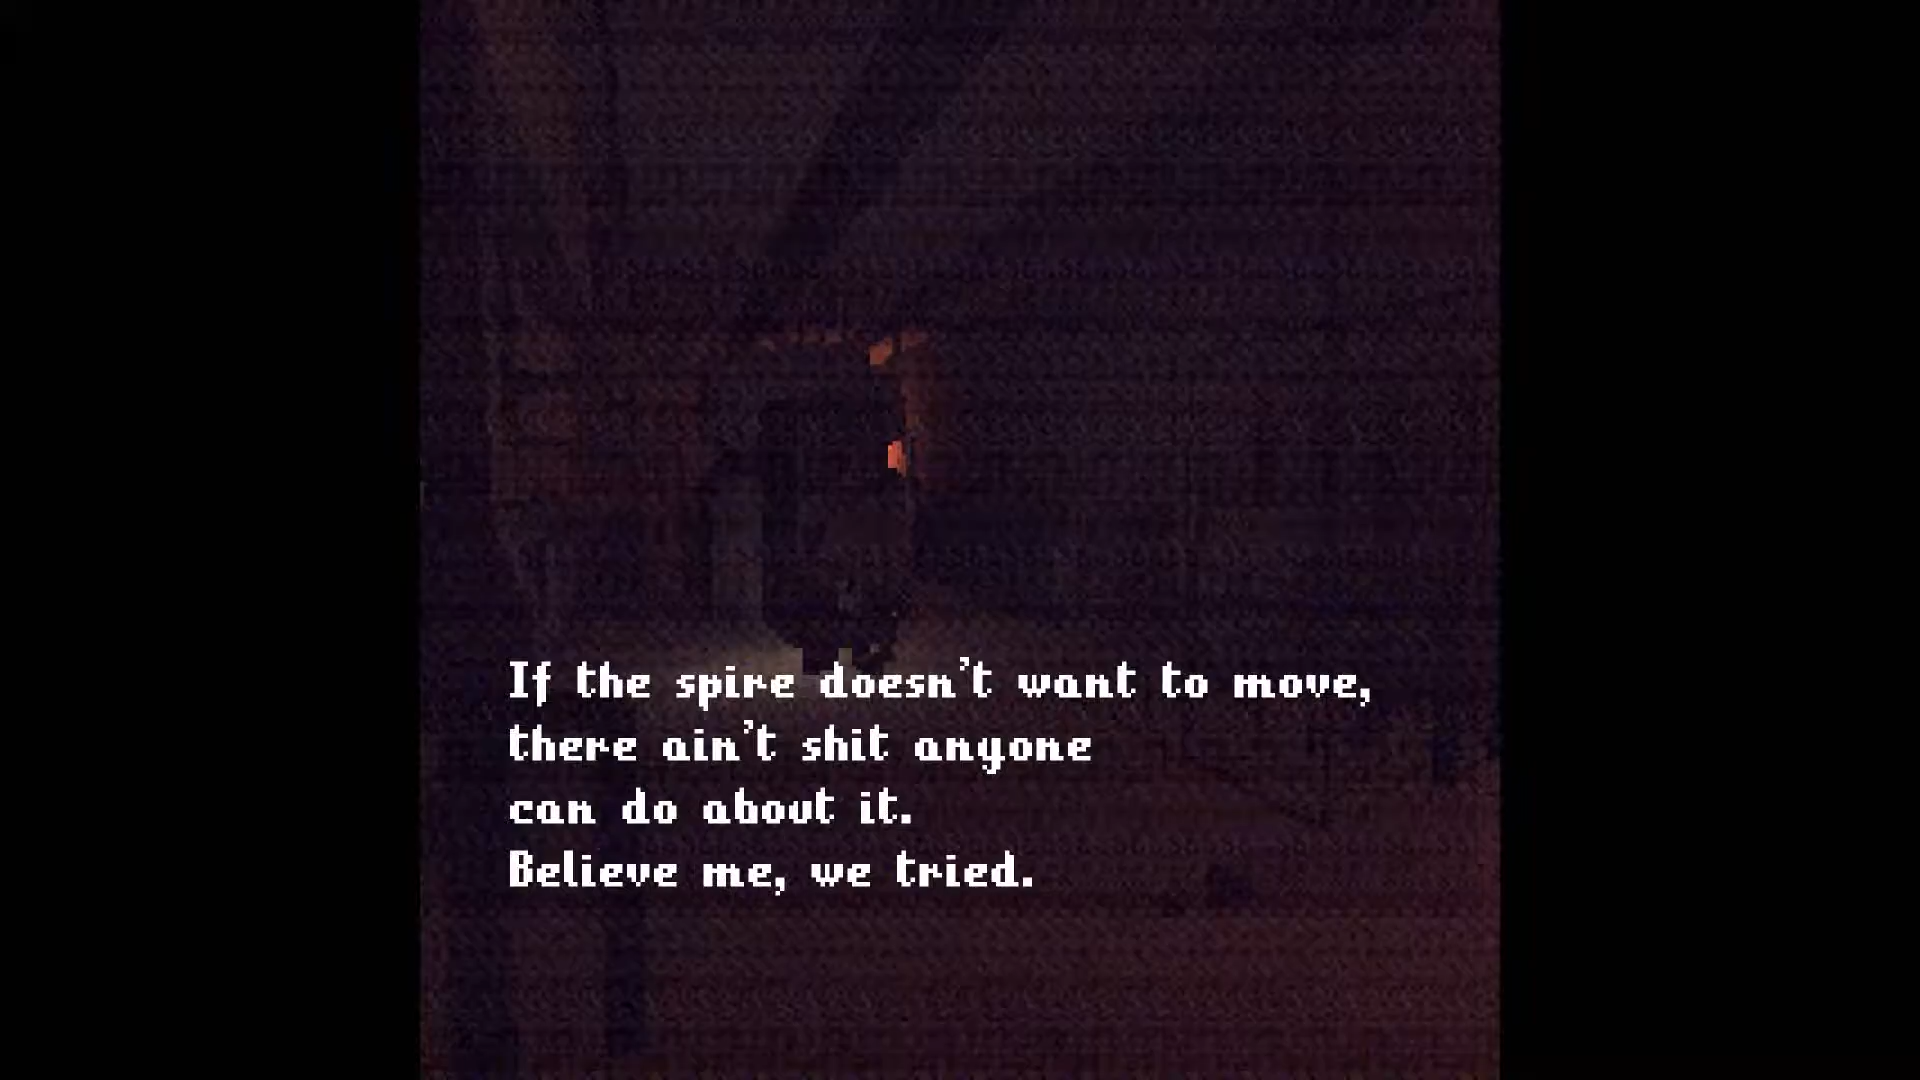 If the spire doesn't want to move,
there ain't shit anyone
can do about it.
Believe me, we tried.